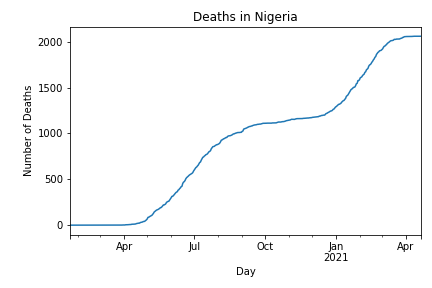 Deaths in Nigeria
Number of Deaths
2000
1500
1000
500
0
Apr
Jul
Oct
Jan
2021
Apr
Day